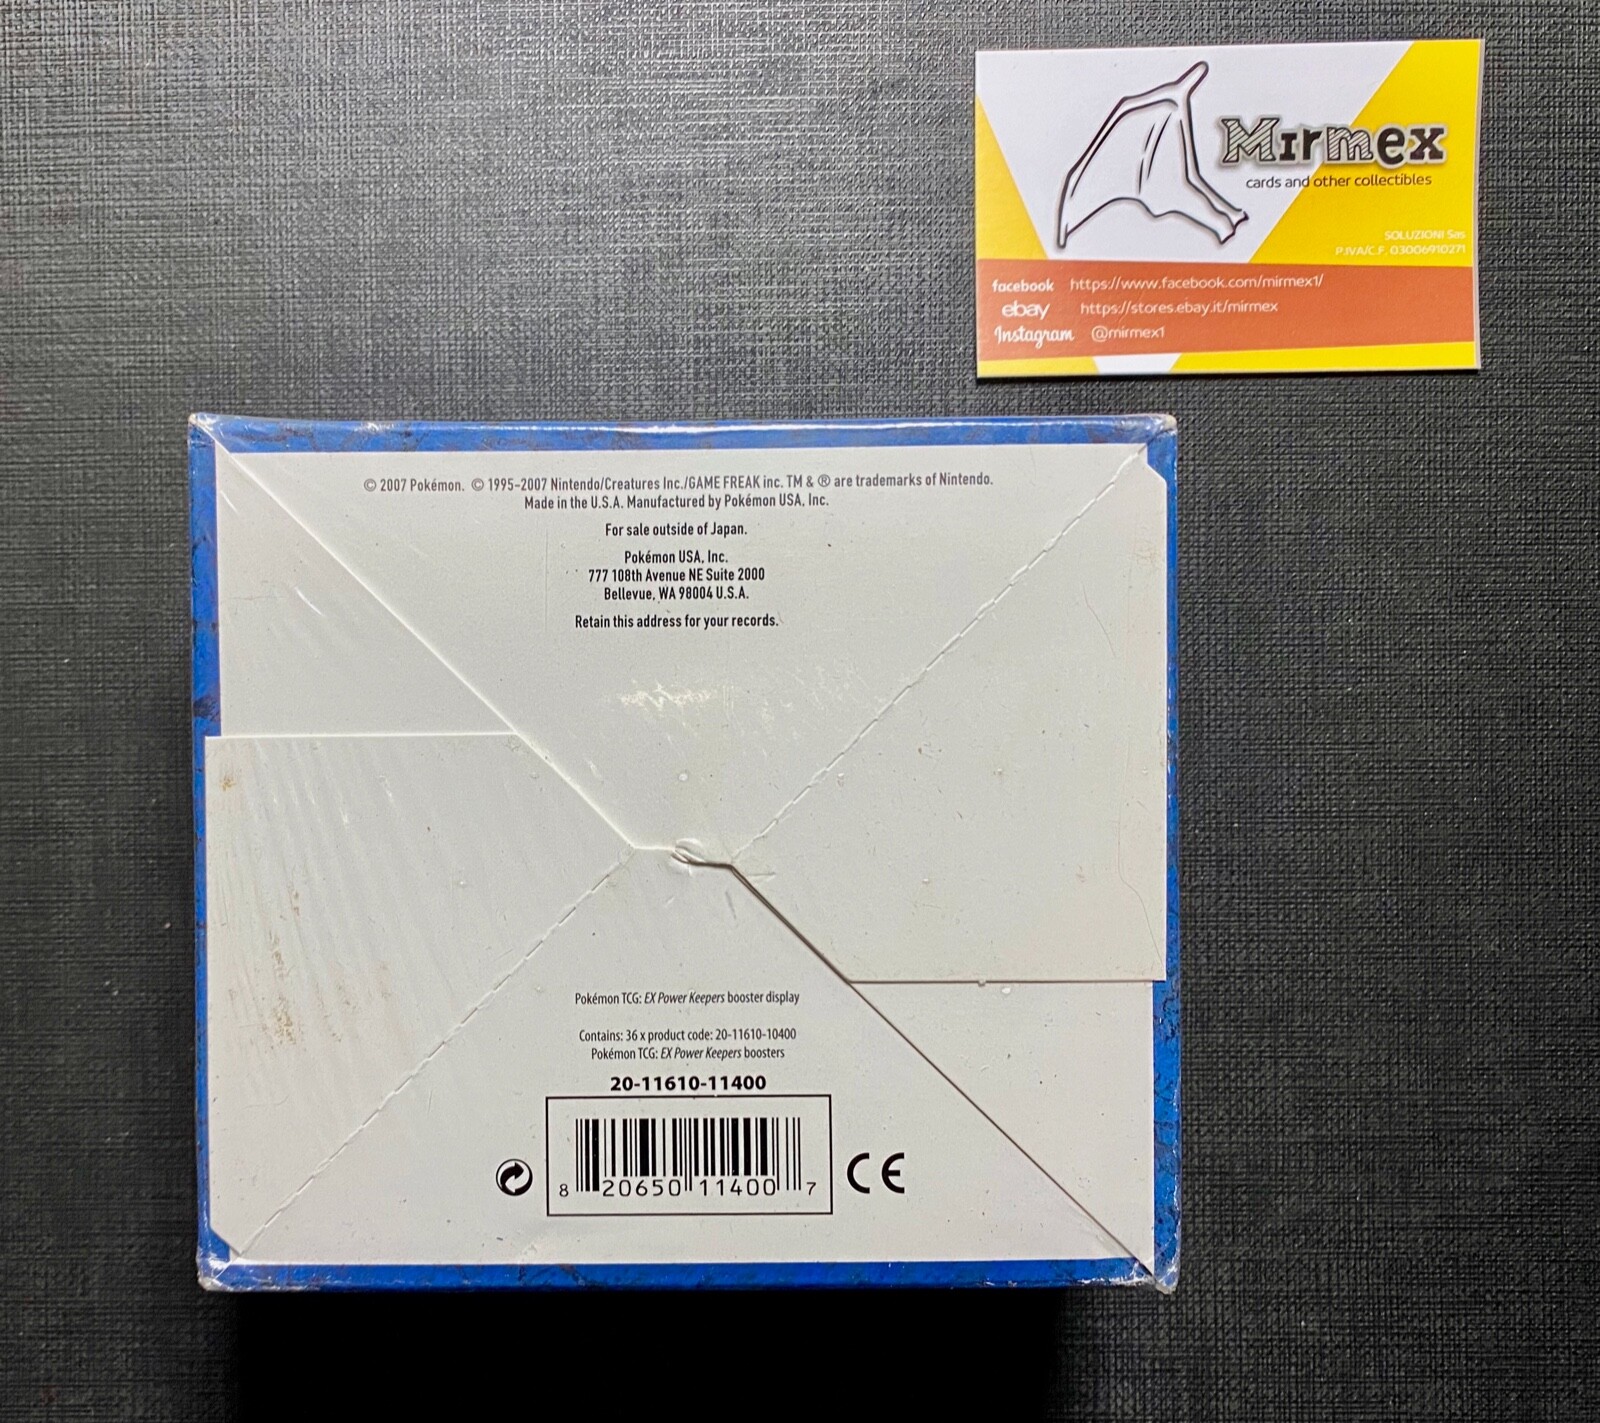 Mirmex
cards and other collectibles
SOLUZIONI Sas
P.IVA/C.F. 03006910271
facebook https://www.facebook.com/mirmex1/
ebay https://stores.ebay.it/mirmex
Instagram @mirmex1
© 2007 Pokémon. © 1995-2007 Nintendo/Creatures Inc./GAME FREAK inc. TM & ® are trademarks of Nintendo.
Made in the U.S.A. Manufactured by Pokémon USA, Inc.
For sale outside of Japan.
Pokémon USA, Inc.
777 108th Avenue NE Suite 2000
Bellevue, WA 98004 U.S.A.
Retain this address for your records.
Pokémon TCG: EX Power Keepers booster display
Contains: 36 x product code: 20-11610-10400
Pokémon TCG: EX Power Keepers boosters
20-11610-11400
8 20650 11400 7
CE